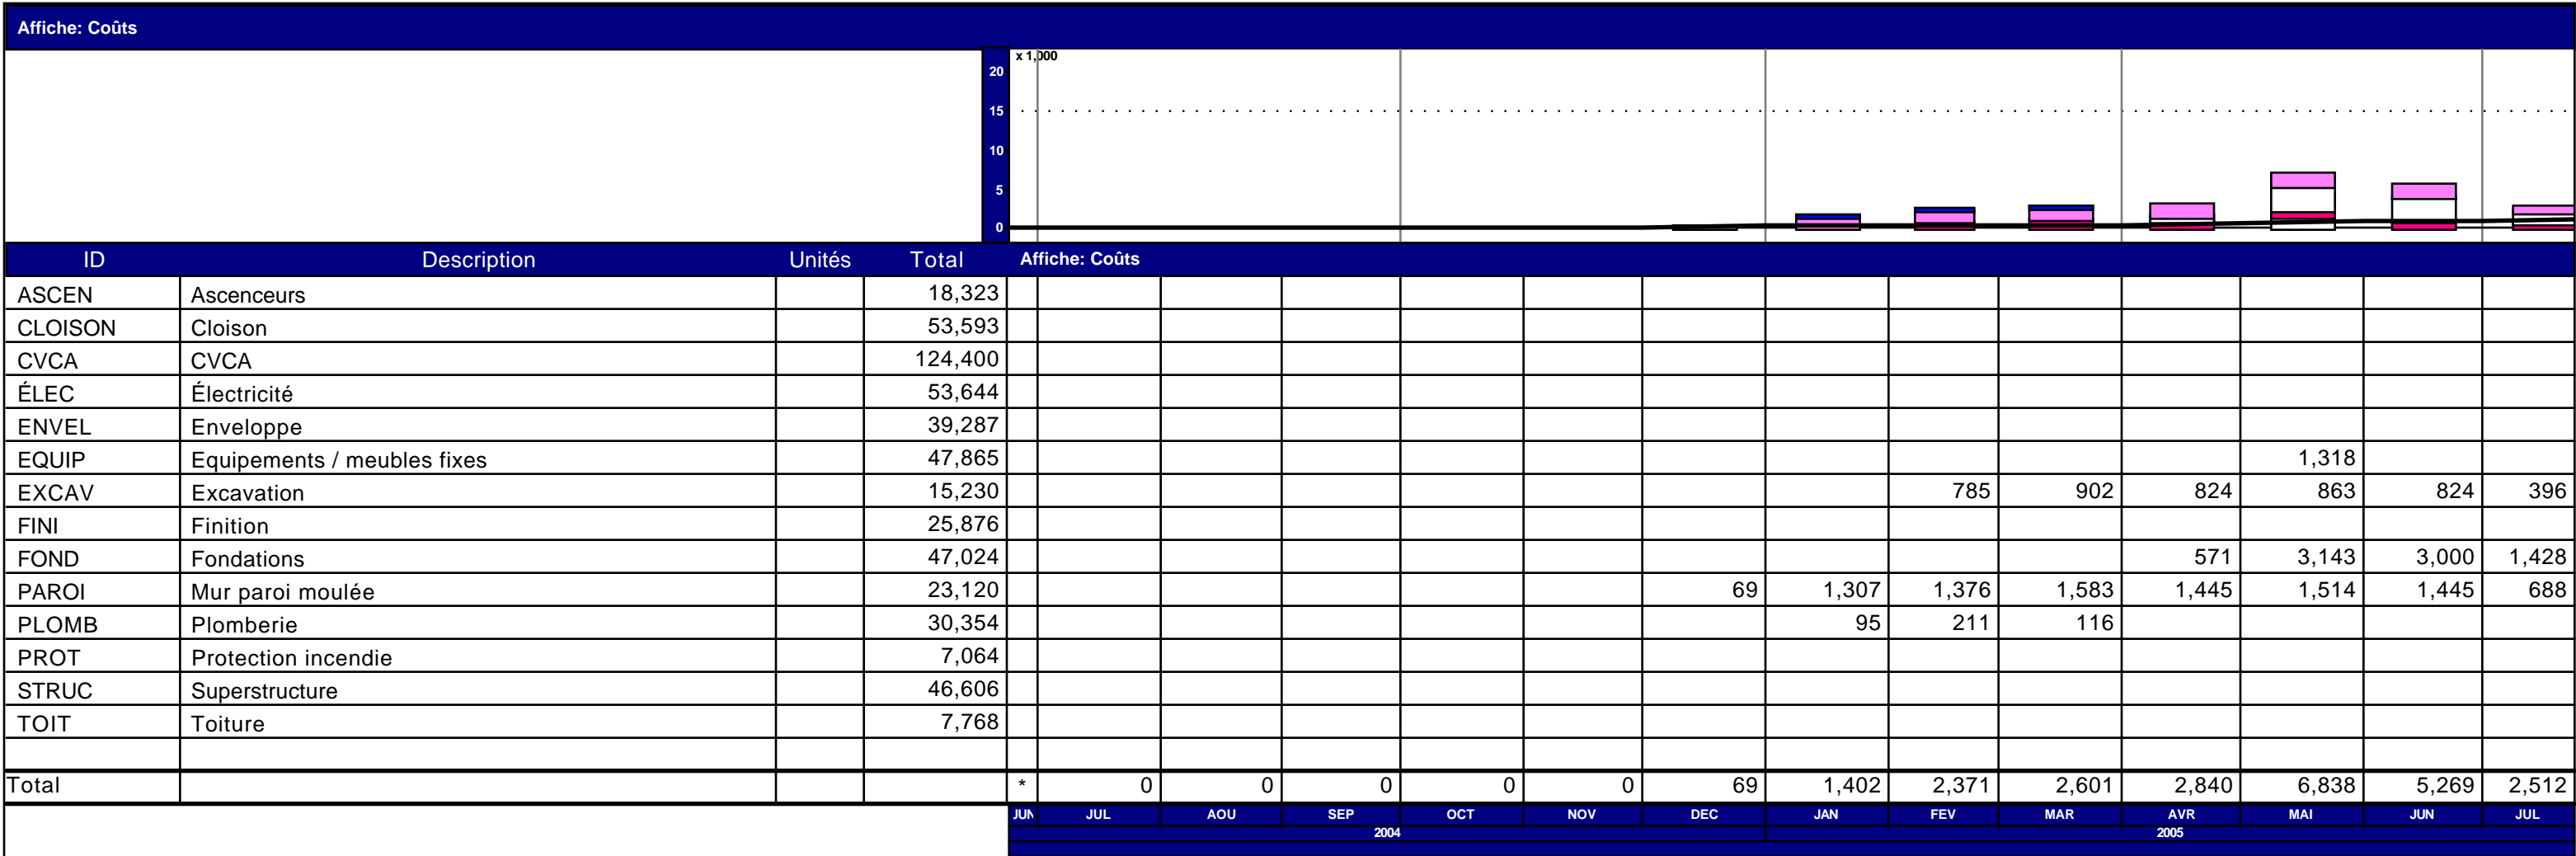 Affiche: Coûts
x 1,000
20
15
10
5
0
ID Description Unités Total Affiche: Coûts
ASCEN Ascenceurs 18,323
CLOISON Cloison 53,593
CVCA CVCA 124,400
ÉLEC Électricité 53,644
ENVEL Enveloppe 39,287
EQUIP Equipements / meubles fixes 47,865 1,318
EXCAV Excavation 15,230 785 902 824 863 824 396
FINI Finition 25,876
FOND Fondations 47,024 571 3,143 3,000 1,428
PAROI Mur paroi moulée 23,120 69 1,307 1,376 1,583 1,445 1,514 1,445 688
PLOMB Plomberie 30,354 95 211 116
PROT Protection incendie 7,064
STRUC Superstructure 46,606
TOIT Toiture 7,768
Total * 0 0 0 0 0 69 1,402 2,371 2,601 2,840 6,838 5,269 2,512
JUN JUL AOU SEP OCT NOV DEC JAN FEV MAR AVR MAI JUN JUL
2004 2005